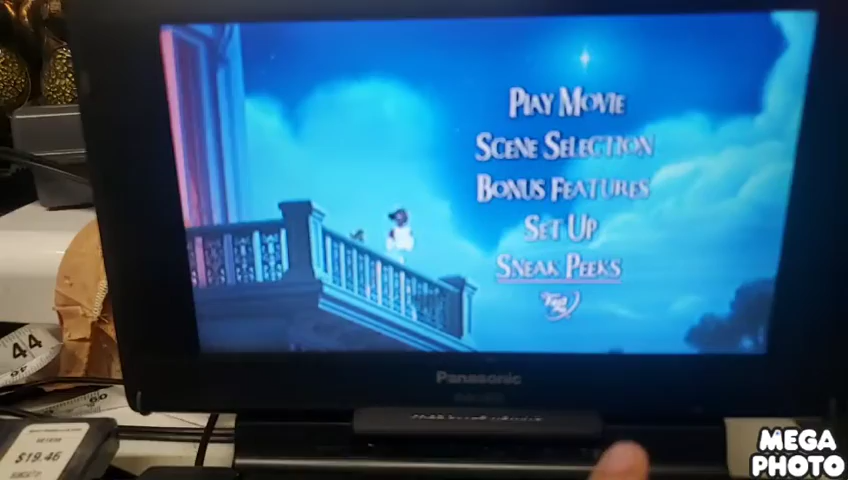 PLAY MOVIE
SCENE SELECTION
BONUS FEATURES
SET UP
SNEAK PEEKS
Panasonic
44
$19.46
MEGA
PHOTO